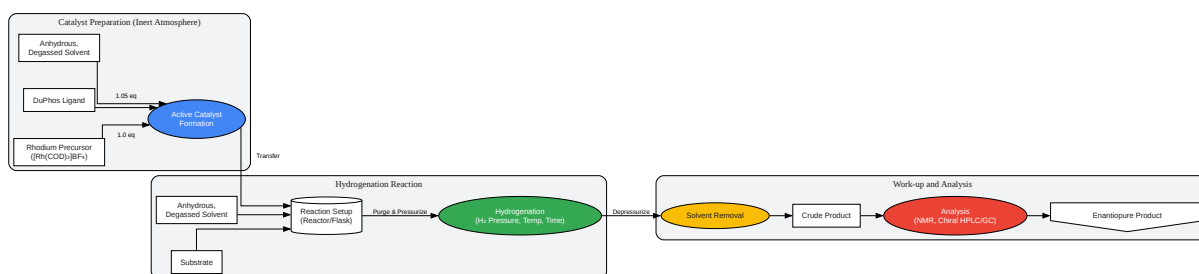 Catalyst Preparation (Inert Atmosphere)
Anhydrous,
Degassed Solvent
DuPhos Ligand
1.05 eq
Active Catalyst
Formation
1.0 eq
Rhodium Precursor
([Rh(COD)₂]BF₄)
Transfer
Hydrogenation Reaction
Anhydrous,
Degassed Solvent
Reaction Setup
(Reactor/Flask)
Purge & Pressurize
Hydrogenation
(H₂ Pressure, Temp, Time)
Substrate
Depressurize
Work-up and Analysis
Solvent Removal
Crude Product
Analysis
(NMR, Chiral HPLC/GC)
Enantiopure Product